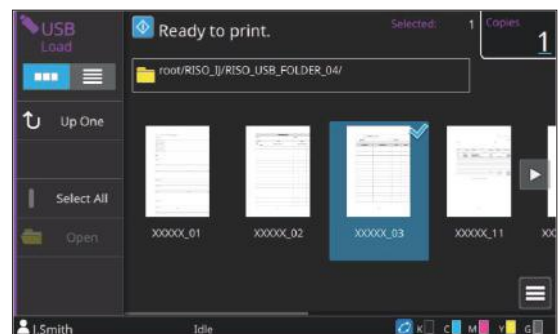 USB
Load
Ready to print.
Selected: 1
Copies
1
root/RISO_IJ/RISO_USB_FOLDER_04/
Up One
Select All
Open
XXXXX_01
XXXXX_02
XXXXX_03
XXXXX_11
XX
J.Smith
Idle
K C M Y G